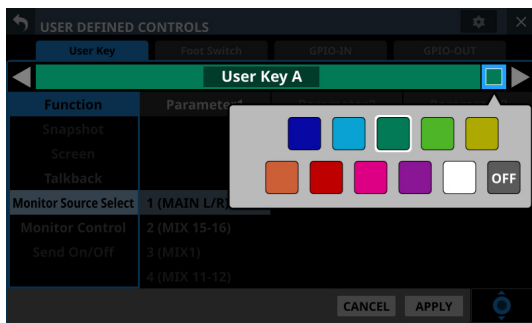 USER DEFINED CONTROLS
User Key
Foot Switch
GPIO-IN
GPIO-OUT
User Key A
Function
Parameter1
Snapshot
Screen
Talkback
Monitor Source Select
1 (MAIN L/R)
Monitor Control
2 (MIX 15-16)
Send On/Off
3 (MIX1)
4 (MIX 11-12)
OFF
CANCEL
APPLY